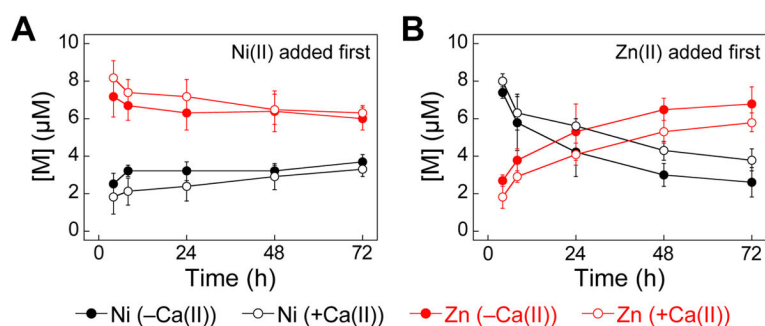 A
Ni(II) added first
[M] (μM)
10
8
6
4
2
0
0 24 48 72
Time (h)
B
Zn(II) added first
[M] (μM)
10
8
6
4
2
0
0 24 48 72
Time (h)
Ni (–Ca(II)) Ni (+Ca(II)) Zn (–Ca(II)) Zn (+Ca(II))